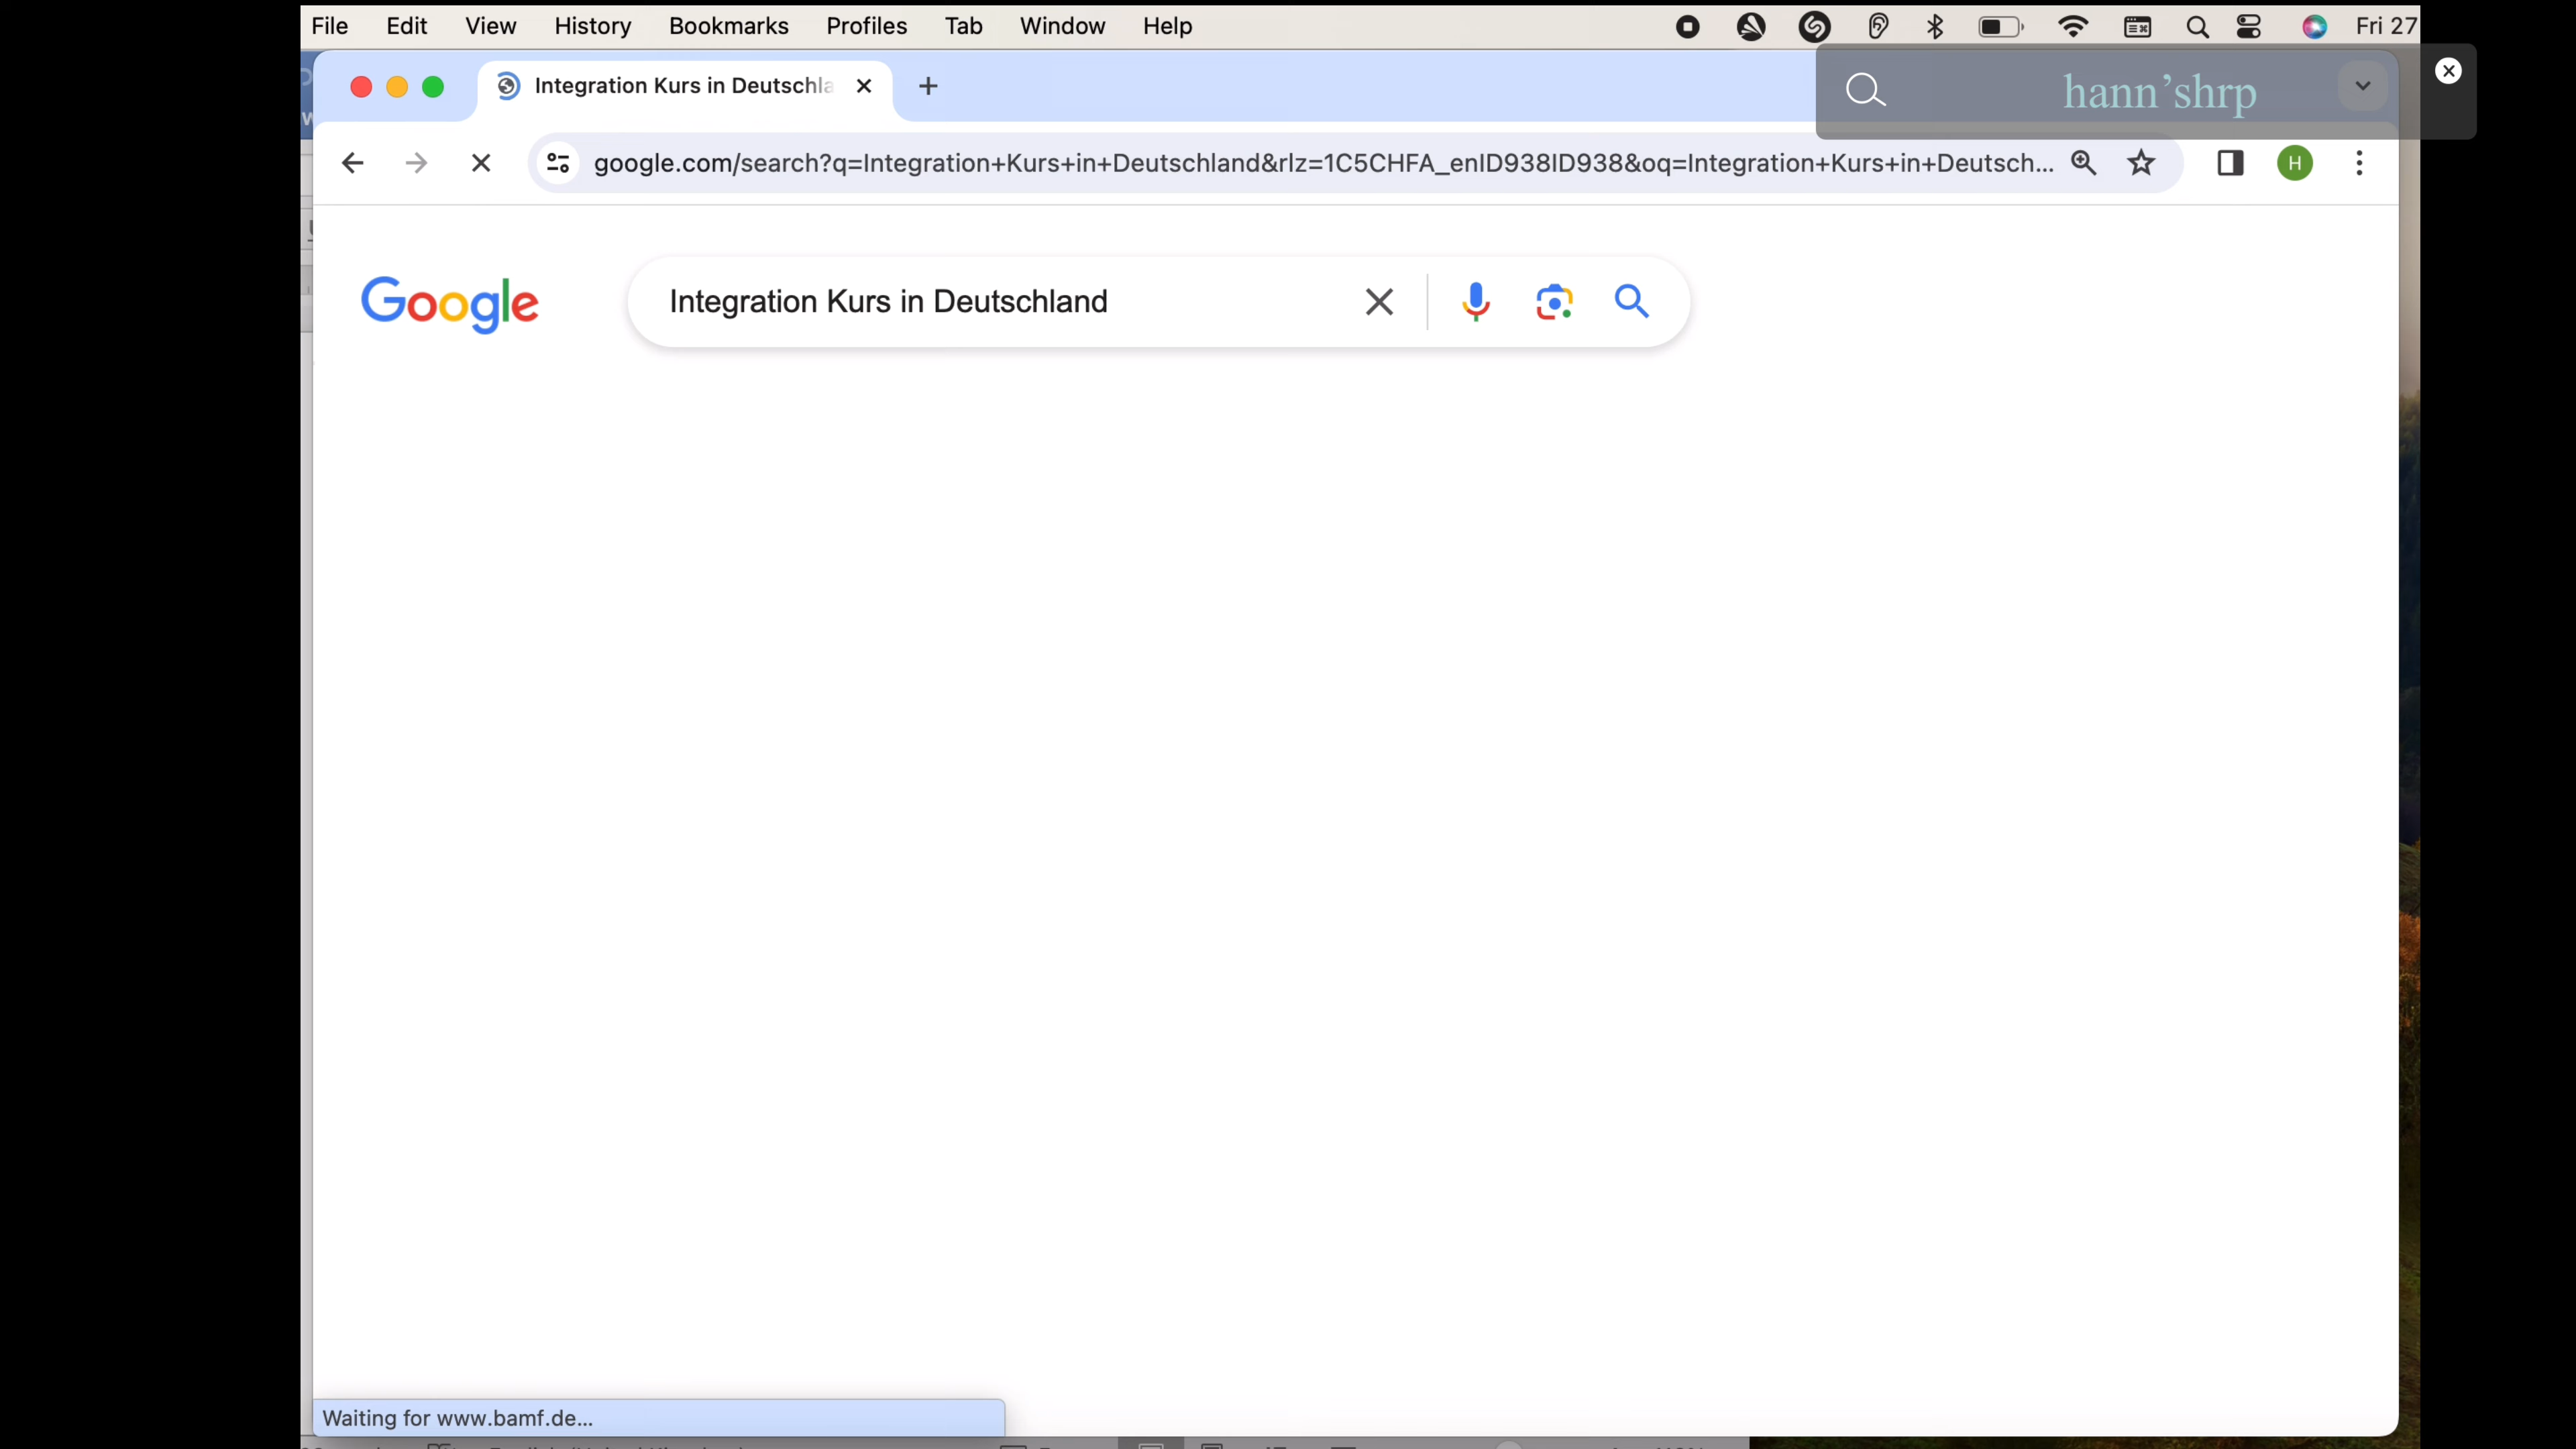 File Edit View History Bookmarks Profiles Tab Window Help Fri 27
Integration Kurs in Deutschla
hann’shrp
google.com/search?q=Integration+Kurs+in+Deutschland&rlz=1C5CHFA_enID938ID938&oq=Integration+Kurs+in+Deutsch...
H
Google Integration Kurs in Deutschland
Waiting for www.bamf.de...